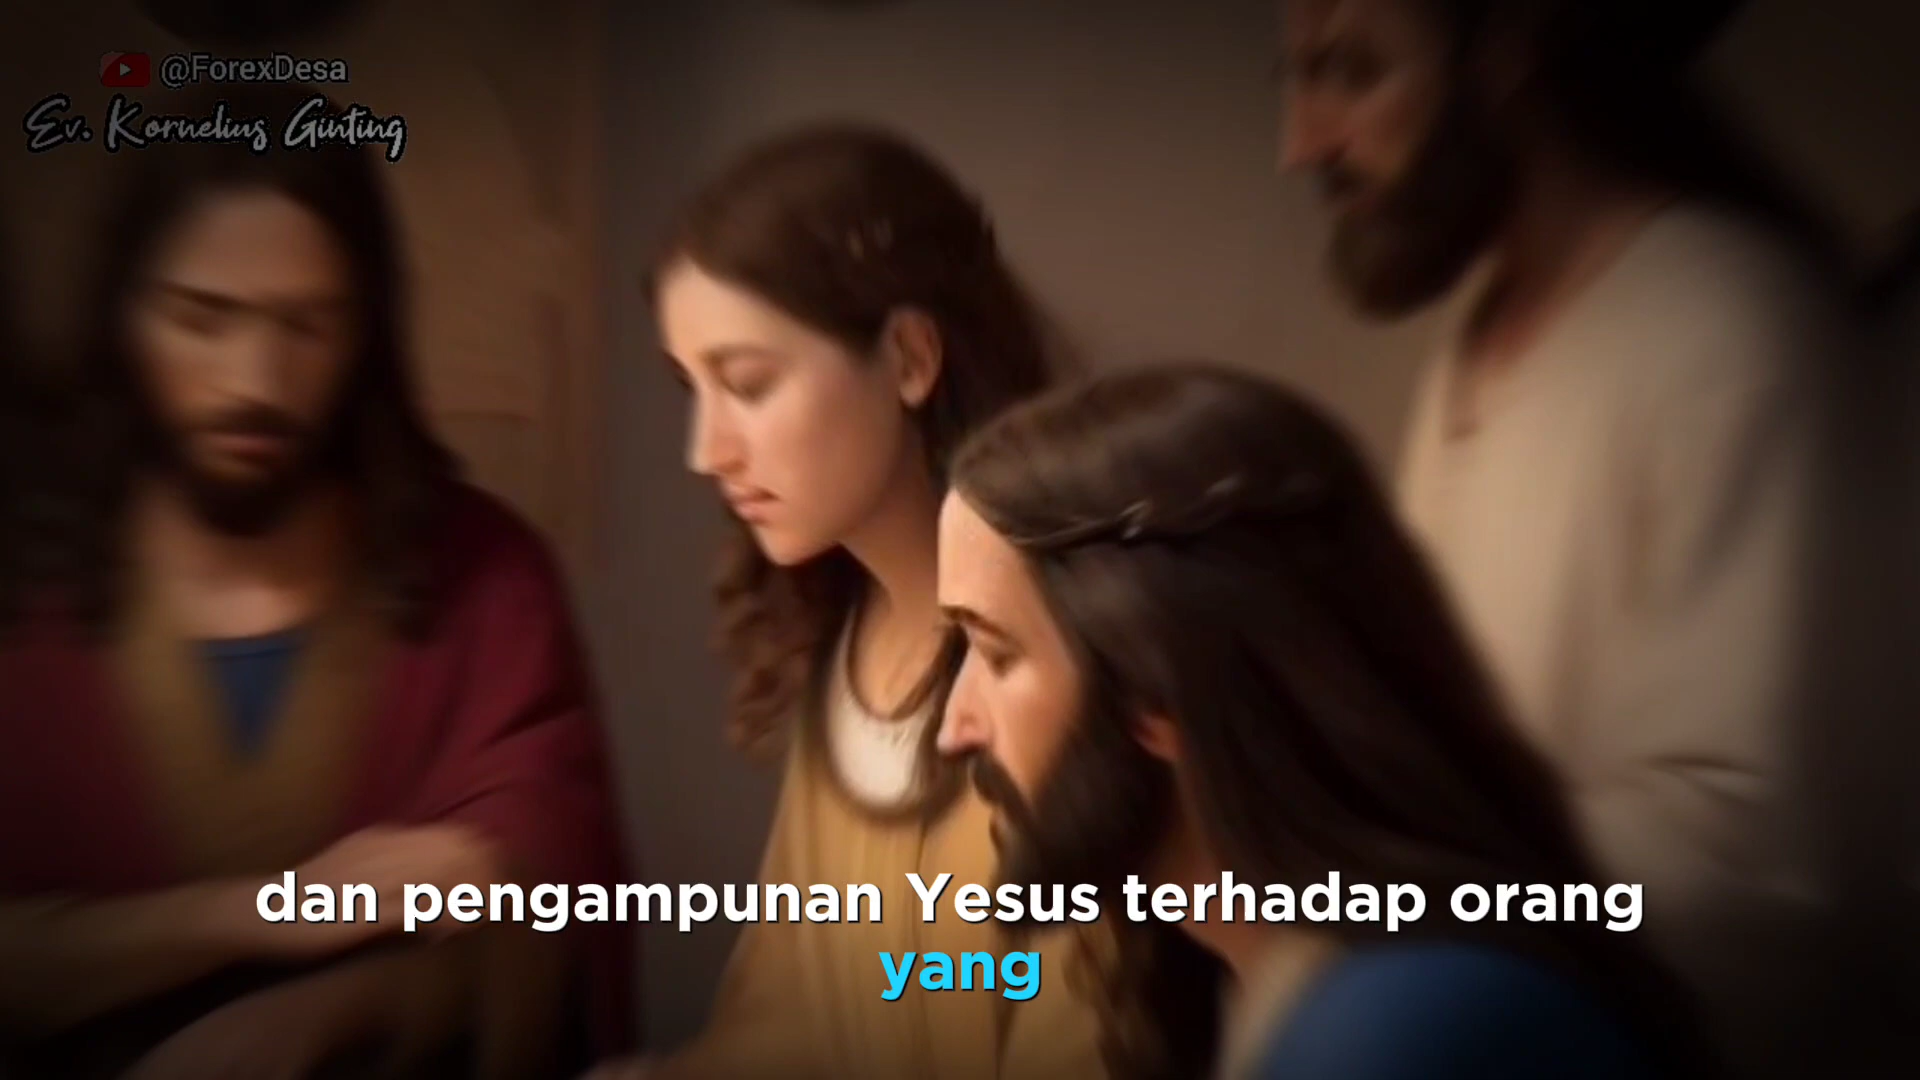 @ForexDesa
Ev. Kornelius Ginting
dan pengampunan Yesus terhadap orang
yang